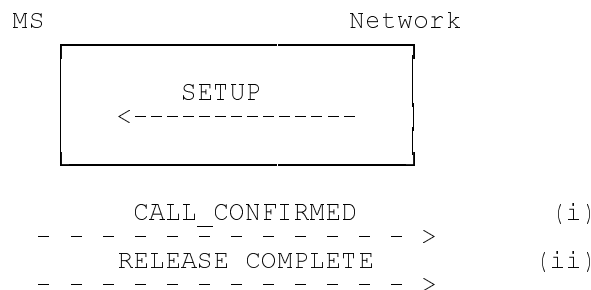 MS Network
SETUP
<--------------
CALL_CONFIRMED (i)
- - - - - - - - - - - - >
RELEASE COMPLETE (ii)
- - - - - - - - - - - - >